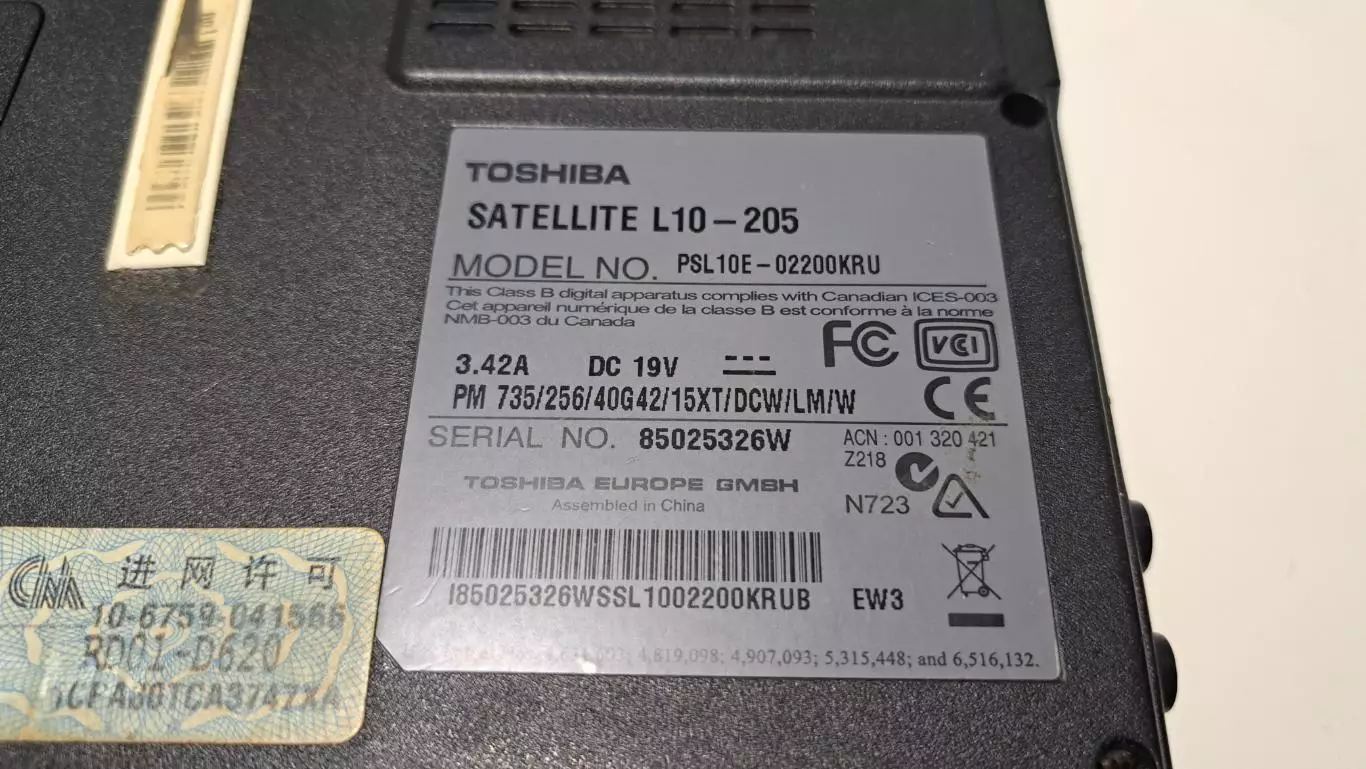 TOSHIBA
SATELLITE L10-205
MODEL NO. PSL10E-02200KRU
This Class B digital apparatus complies with Canadian ICES-003
Cet appareil numérique de la classe B est conforme à la norme
NMB-003 du Canada
FC VCI
3.42A DC 19V
CE
PM 735/256/40G42/15XT/DCW/LM/W
SERIAL NO. 85025326W
ACN : 001 320 421
Z218
N723
TOSHIBA EUROPE GMBH
Assembled in China
I85025326WSSL1002200KRUB EW3
4,819,098; 4,907,093; 5,315,448; and 6,516,132.
进网许可
10-6759-041566
RD01-D620